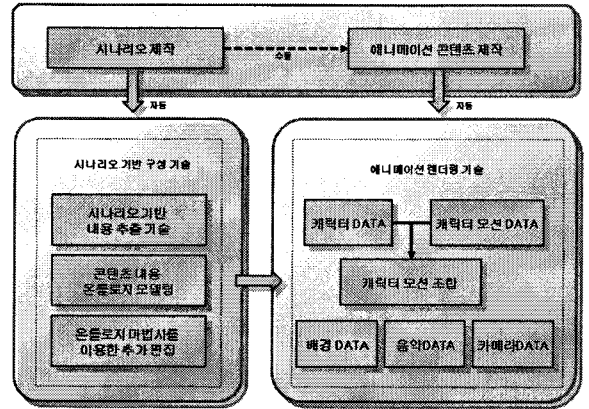 시나리오 제작
수동
애니메이션 콘텐츠 제작
자동
자동
시나리오 기반 구성 기술
시나리오기반
내용 추출 기술
콘텐츠 내용
온톨로지 모델링
온톨로지 마법사를
이용한 추가 편집
애니메이션 렌더링 기술
캐릭터 DATA
캐릭터 모션 DATA
캐릭터 모션 조합
배경 DATA
음악DATA
카메라DATA